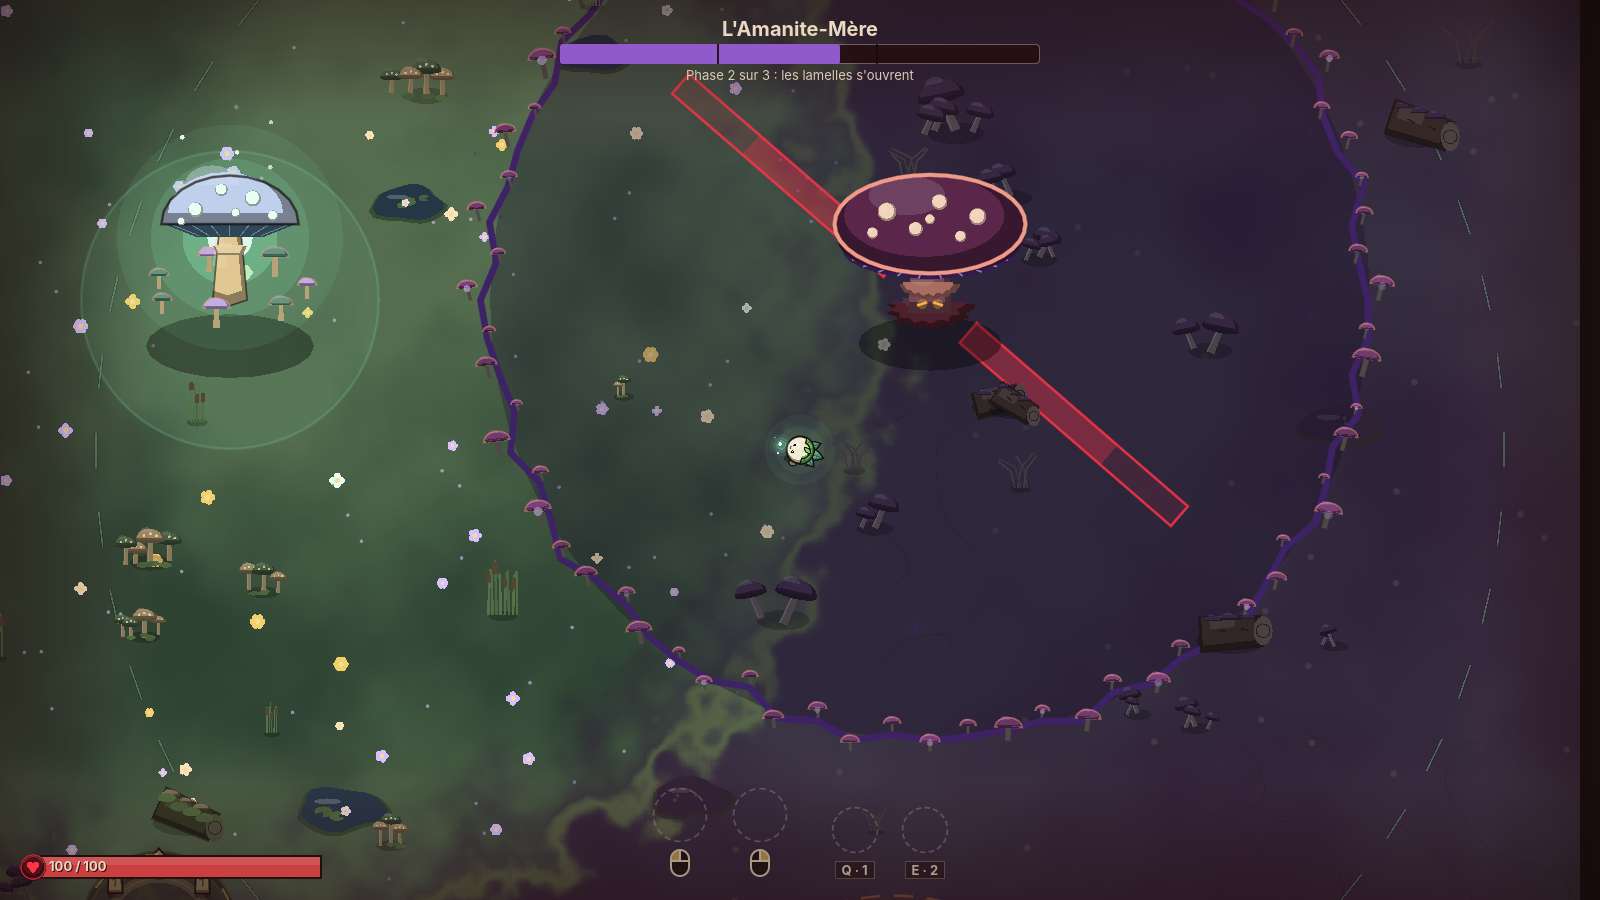 L'Amanite-Mère
Phase 2 sur 3 : les lamelles s'ouvrent
100 / 100
Q · 1
E · 2